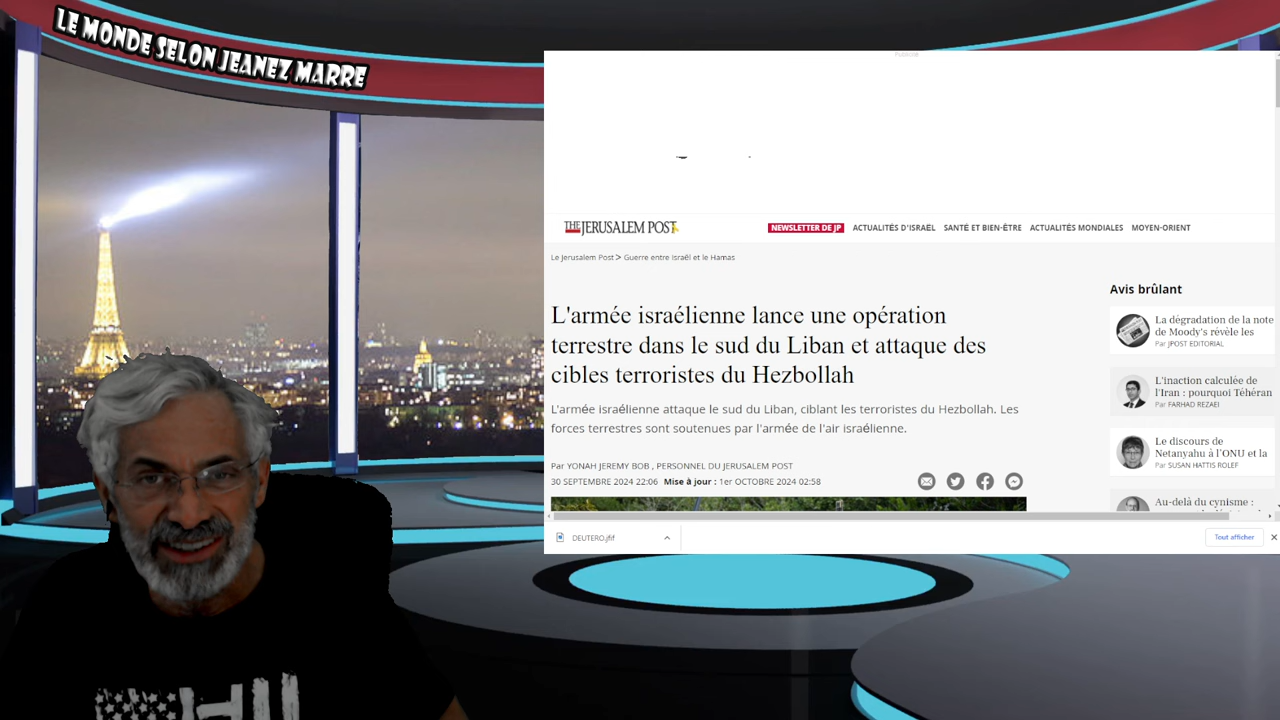 LE MONDE SELON JEANEZ MARRE
Publicité
THE JERUSALEM POST
NEWSLETTER DE JP
ACTUALITÉS D'ISRAËL
SANTÉ ET BIEN-ÊTRE
ACTUALITÉS MONDIALES
MOYEN-ORIENT
Le Jerusalem Post > Guerre entre Israël et le Hamas
L'armée israélienne lance une opération
terrestre dans le sud du Liban et attaque des
cibles terroristes du Hezbollah
L'armée israélienne attaque le sud du Liban, ciblant les terroristes du Hezbollah. Les
forces terrestres sont soutenues par l'armée de l'air israélienne.
Par YONAH JEREMY BOB , PERSONNEL DU JERUSALEM POST
30 SEPTEMBRE 2024 22:06 Mise à jour : 1er OCTOBRE 2024 02:58
Avis brûlant
La dégradation de la note
de Moody's révèle les
Par JPOST EDITORIAL
L'inaction calculée de
l'Iran : pourquoi Téhéran
Par FARHAD REZAEI
Le discours de
Netanyahu à l'ONU et la
Par SUSAN HATTIS ROLEF
Au-delà du cynisme :
DEUTERO.jfif
Tout afficher